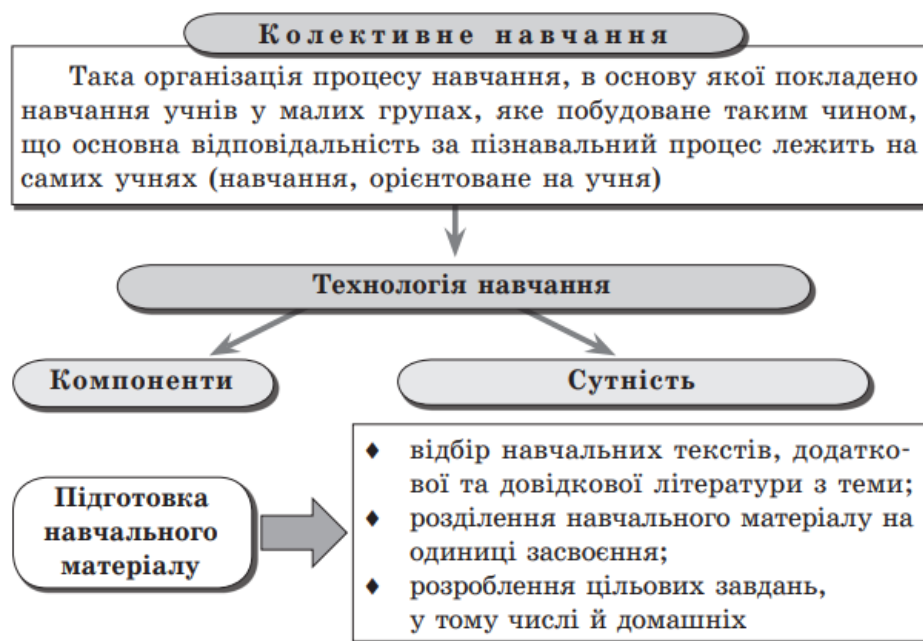 Колективне навчання
Така організація процесу навчання, в основу якої покладено
навчання учнів у малих групах, яке побудоване таким чином,
що основна відповідальність за пізнавальний процес лежить на
самих учнях (навчання, орієнтоване на учня)
Технологія навчання
Компоненти
Сутність
Підготовка
навчального
матеріалу
♦ відбір навчальних текстів, додатко-
вої та довідкової літератури з теми;
♦ розділення навчального матеріалу на
одиниці засвоєння;
♦ розроблення цільових завдань,
у тому числі й домашніх